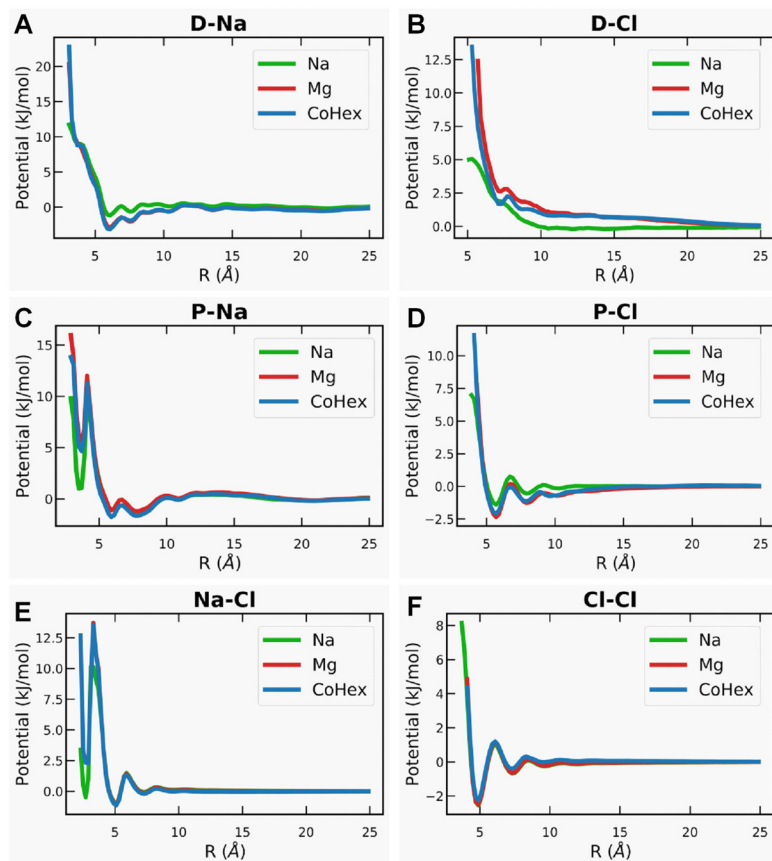 A
D-Na
Potential (kJ/mol)
20
15
10
5
0
Na
Mg
CoHex
5
10
15
20
25
R (Å)
B
D-Cl
Potential (kJ/mol)
12.5
10.0
7.5
5.0
2.5
0.0
Na
Mg
CoHex
5
10
15
20
25
R (Å)
C
P-Na
Potential (kJ/mol)
15
10
5
0
Na
Mg
CoHex
5
10
15
20
25
R (Å)
D
P-Cl
Potential (kJ/mol)
10.0
7.5
5.0
2.5
0.0
−2.5
Na
Mg
CoHex
5
10
15
20
25
R (Å)
E
Na-Cl
Potential (kJ/mol)
12.5
10.0
7.5
5.0
2.5
0.0
Na
Mg
CoHex
5
10
15
20
25
R (Å)
F
Cl-Cl
Potential (kJ/mol)
8
6
4
2
0
−2
Na
Mg
CoHex
5
10
15
20
25
R (Å)